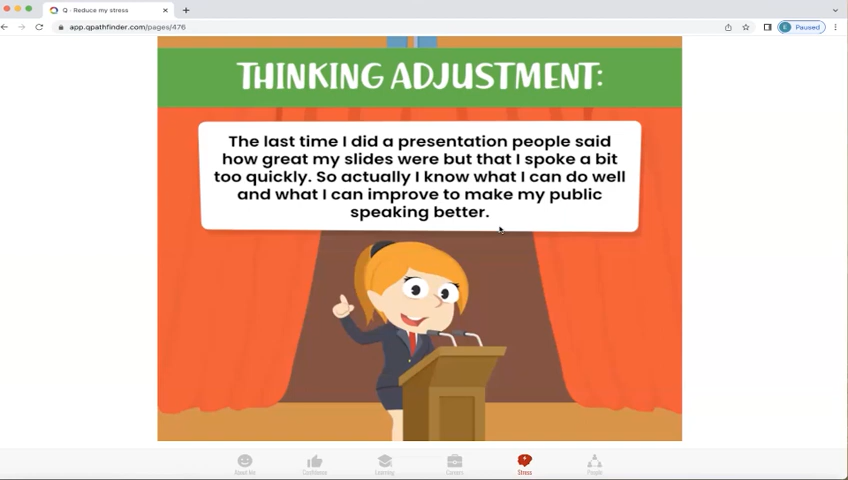 Q - Reduce my stress
app.qpathfinder.com/pages/476
E
Paused
THINKING ADJUSTMENT:
The last time I did a presentation people said
how great my slides were but that I spoke a bit
too quickly. So actually I know what I can do well
and what I can improve to make my public
speaking better.
About Me
Confidence
Learning
Careers
Stress
People